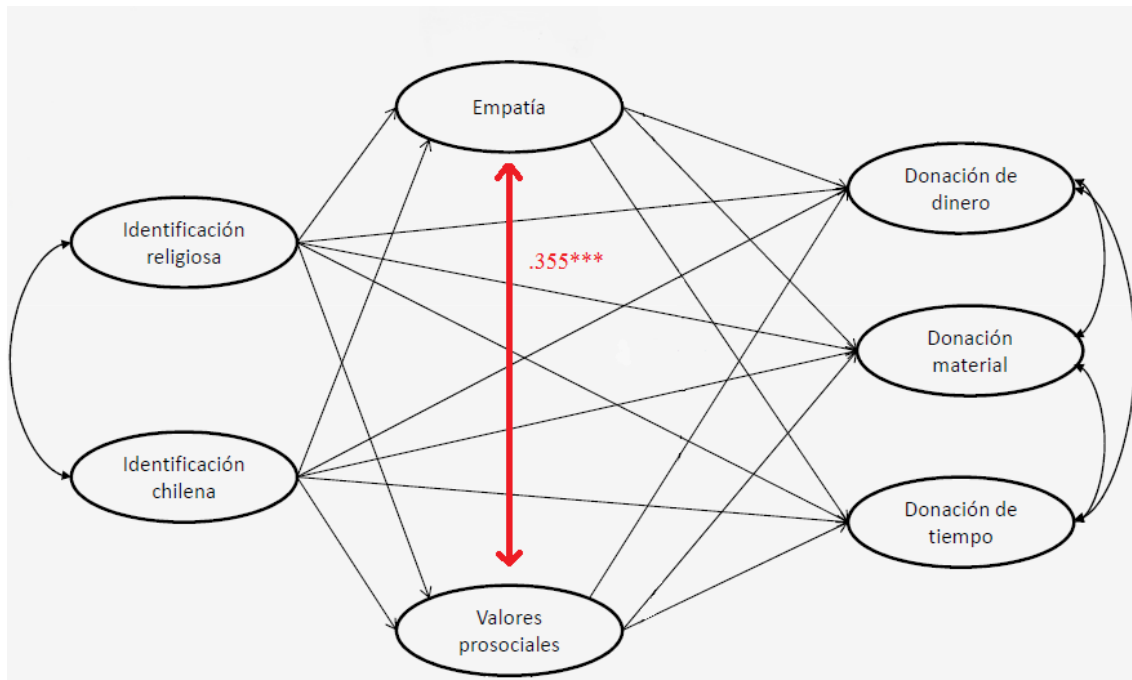 Empatía
Identificación
religiosa
.355***
Donación de
dinero
Donación
material
Identificación
chilena
Donación de
tiempo
Valores
prosociales